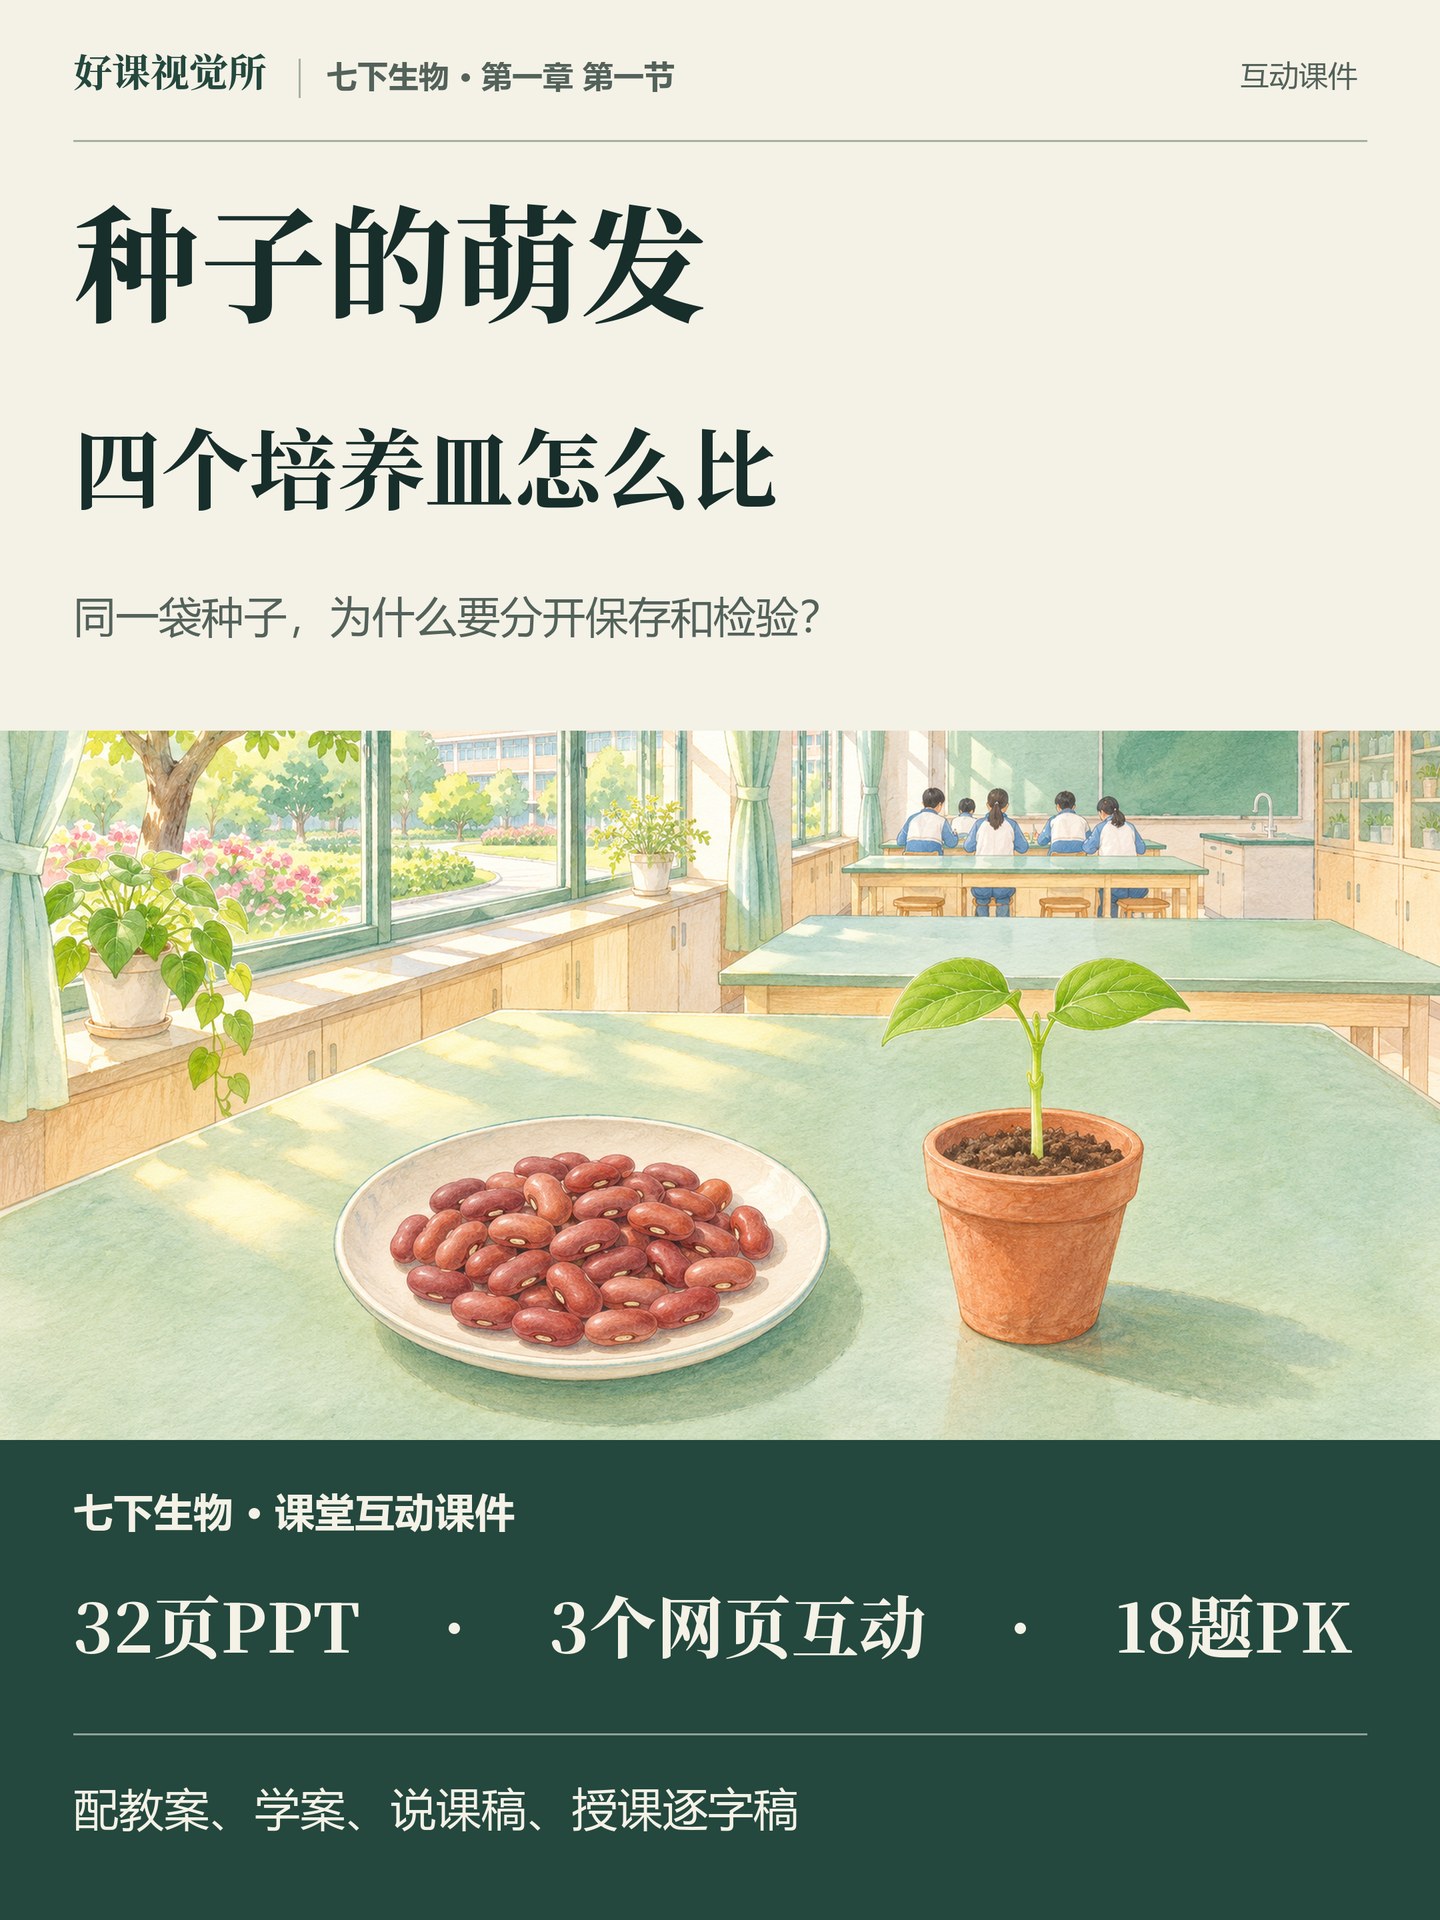 好课视觉所 七下生物·第一章 第一节 互动课件
种子的萌发
四个培养皿怎么比
同一袋种子，为什么要分开保存和检验？
七下生物·课堂互动课件
32页PPT · 3个网页互动 · 18题PK
配教案、学案、说课稿、授课逐字稿